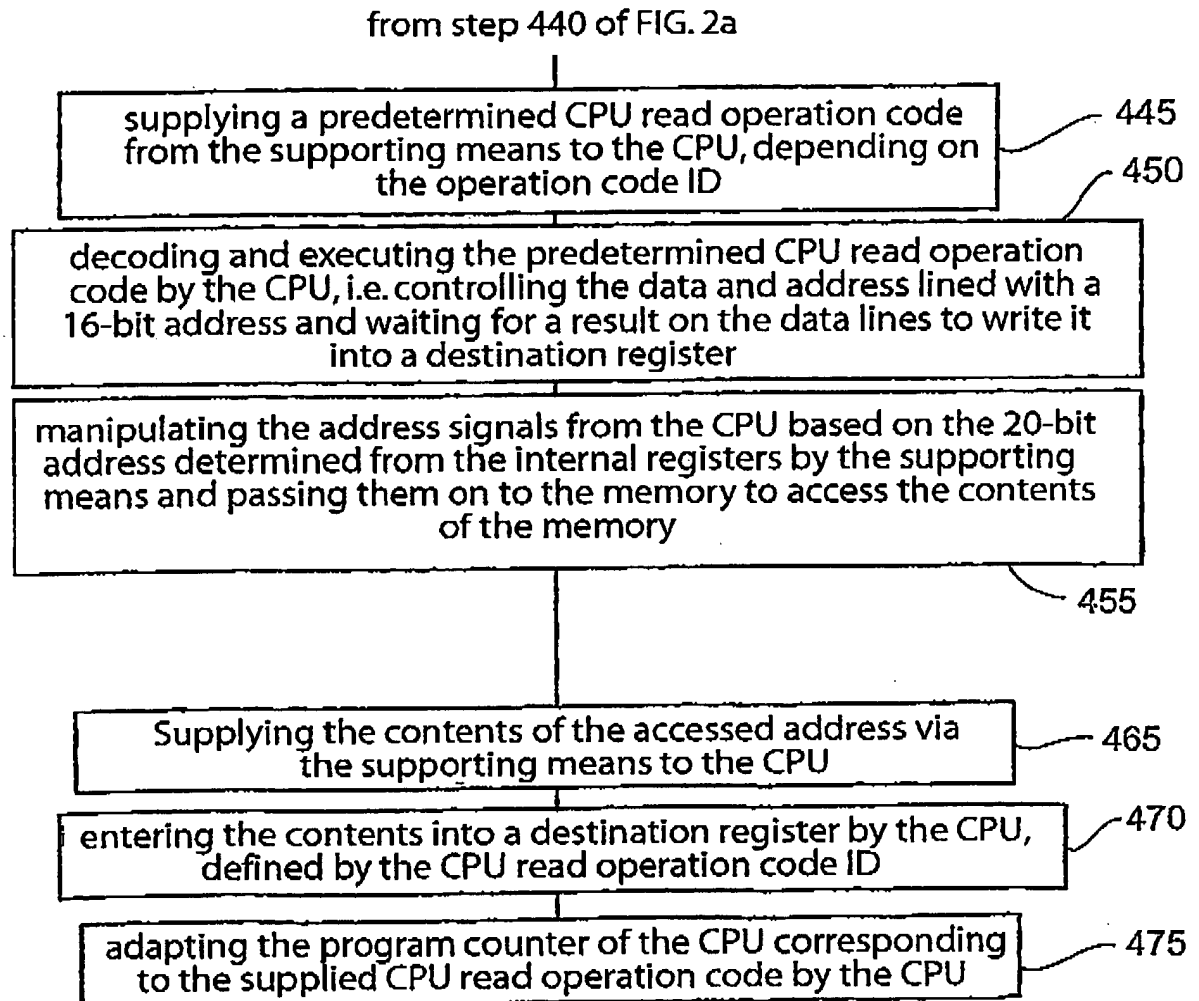 from step 440 of FIG. 2a
supplying a predetermined CPU read operation code
from the supporting means to the CPU, depending on
the operation code ID
445
450
decoding and executing the predetermined CPU read operation
code by the CPU, i.e. controlling the data and address lined with a
16-bit address and waiting for a result on the data lines to write it
into a destination register
manipulating the address signals from the CPU based on the 20-bit
address determined from the internal registers by the supporting
means and passing them on to the memory to access the contents
of the memory
455
Supplying the contents of the accessed address via
the supporting means to the CPU
465
entering the contents into a destination register by the CPU,
defined by the CPU read operation code ID
470
adapting the program counter of the CPU corresponding
to the supplied CPU read operation code by the CPU
475